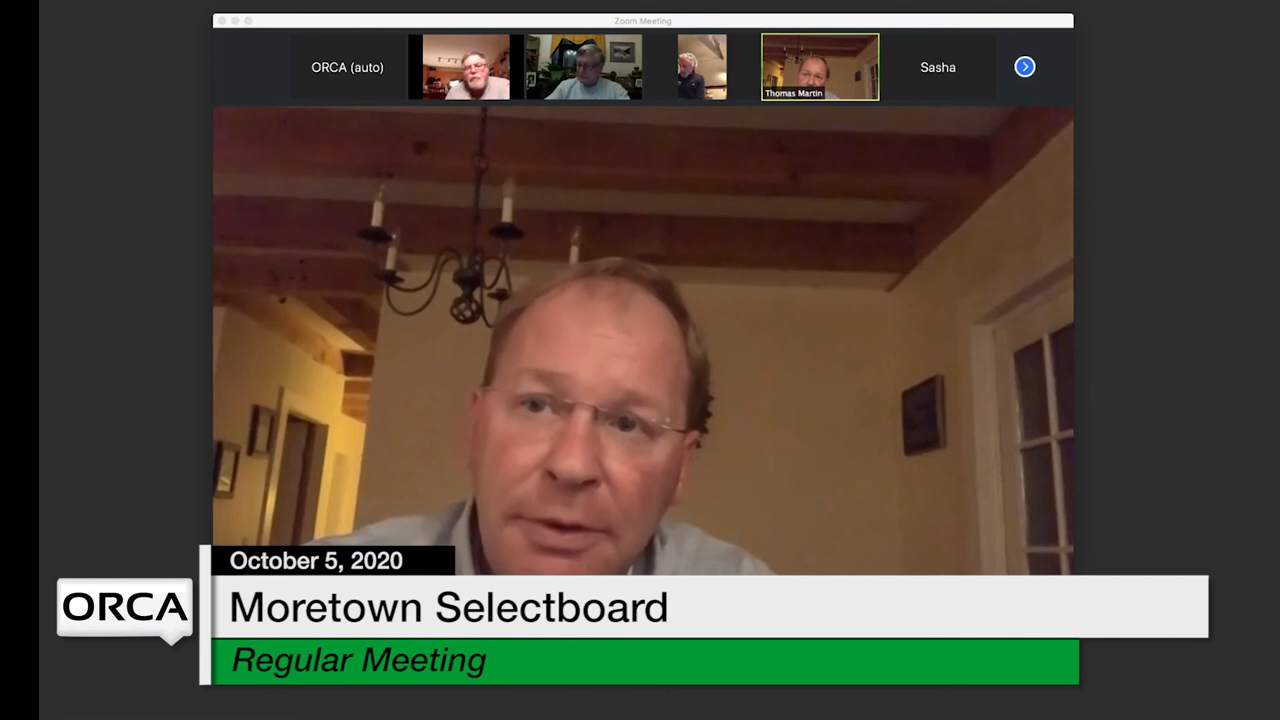 Zoom Meeting
ORCA (auto)
Thomas Martin
Sasha
October 5, 2020
ORCA
Moretown Selectboard
Regular Meeting